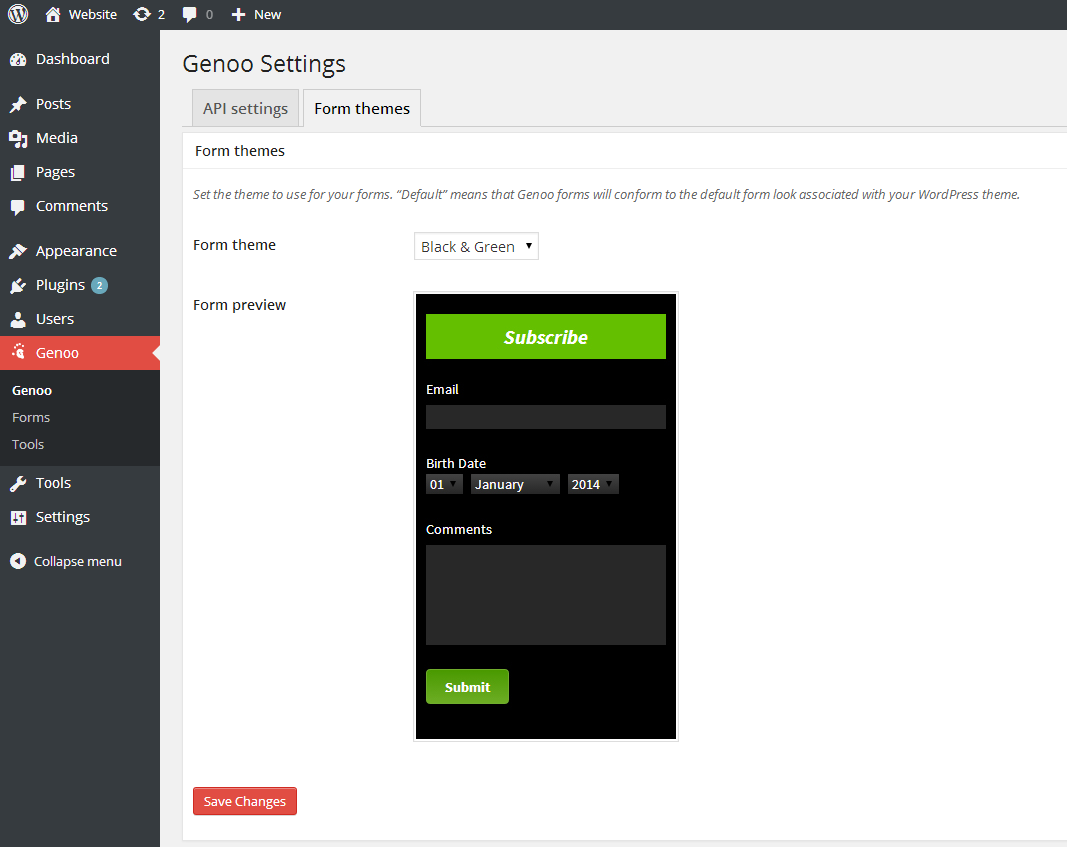 Website 2 0 New
Dashboard
Posts
Media
Pages
Comments
Appearance
Plugins 2
Users
Genoo
Genoo
Forms
Tools
Tools
Settings
Collapse menu
Genoo Settings
API settings Form themes
Form themes
Set the theme to use for your forms. “Default” means that Genoo forms will conform to the default form look associated with your WordPress theme.
Form theme Black & Green
Form preview
Subscribe
Email
Birth Date
01 January 2014
Comments
Submit
Save Changes